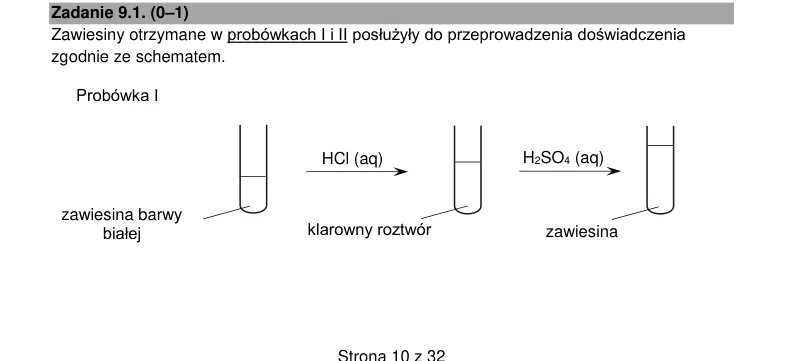 Zadanie 9.1. (0–1)
Zawiesiny otrzymane w probówkach I i II posłużyły do przeprowadzenia doświadczenia
zgodnie ze schematem.
Probówka I
HCl (aq)
H₂SO₄ (aq)
zawiesina barwy
białej
klarowny roztwór
zawiesina
Strona 10 z 32